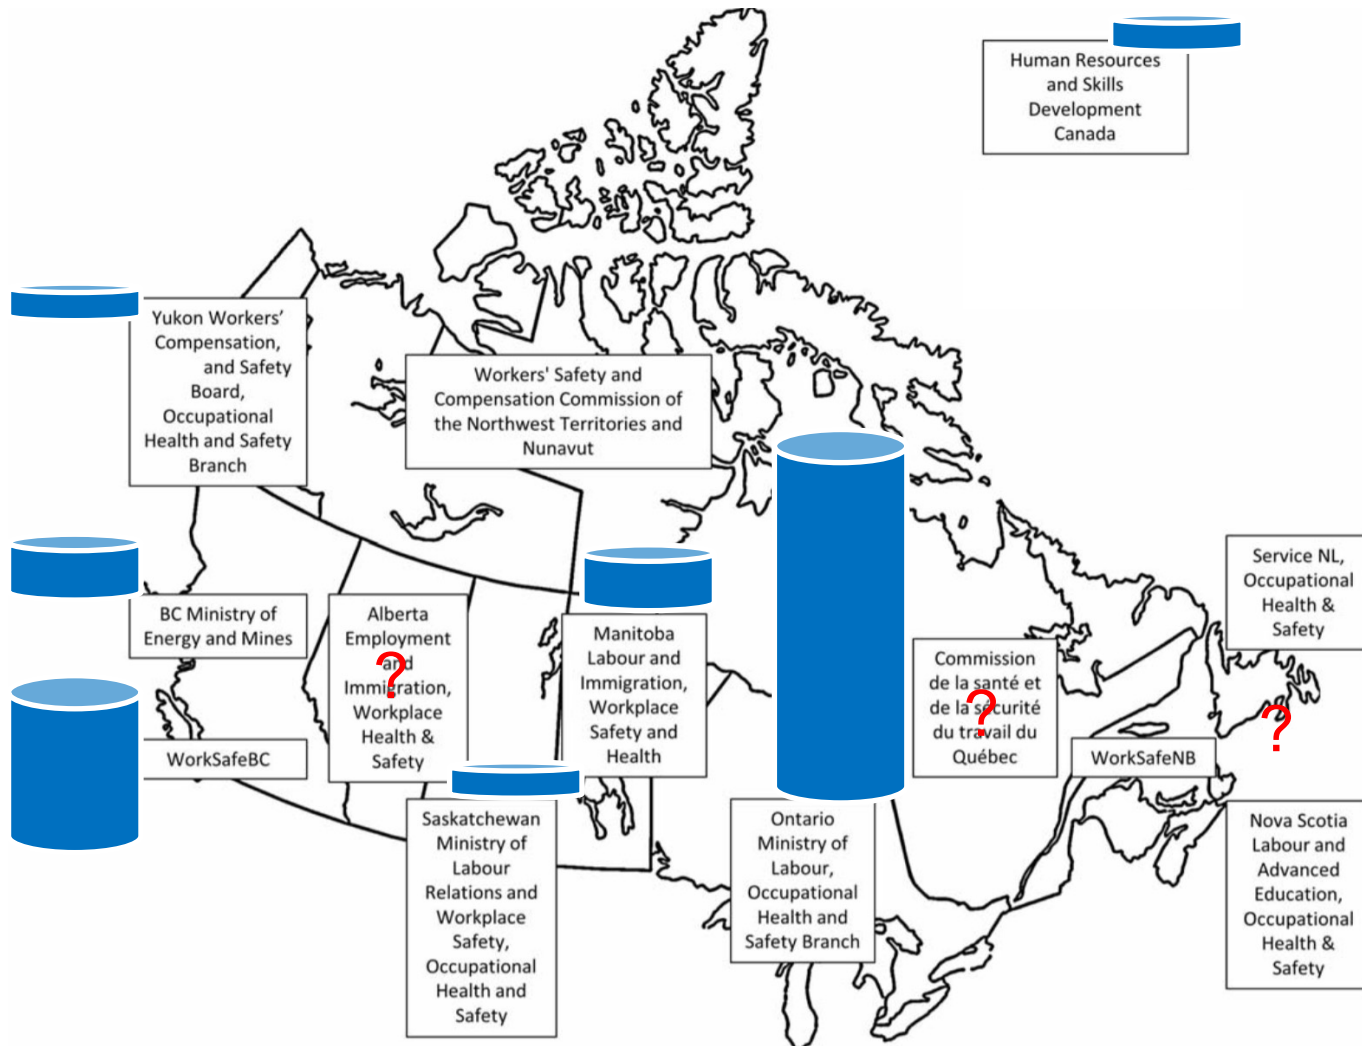 Human Resources
and Skills
Development
Canada
Yukon Workers’
Compensation,
and Safety
Board,
Occupational
Health and Safety
Branch
Workers' Safety and
Compensation Commission of
the Northwest Territories and
Nunavut
BC Ministry of
Energy and Mines
Alberta
Employment
and
Immigration,
Workplace
Health &
Safety
?
Manitoba
Labour and
Immigration,
Workplace
Safety and
Health
Commission
de la santé et
de la sécurité
du travail du
Québec
?
Service NL,
Occupational
Health &
Safety
?
WorkSafeBC
WorkSafeNB
Saskatchewan
Ministry of
Labour
Relations and
Workplace
Safety,
Occupational
Health and
Safety
Ontario
Ministry of
Labour,
Occupational
Health and
Safety Branch
Nova Scotia
Labour and
Advanced
Education,
Occupational
Health &
Safety